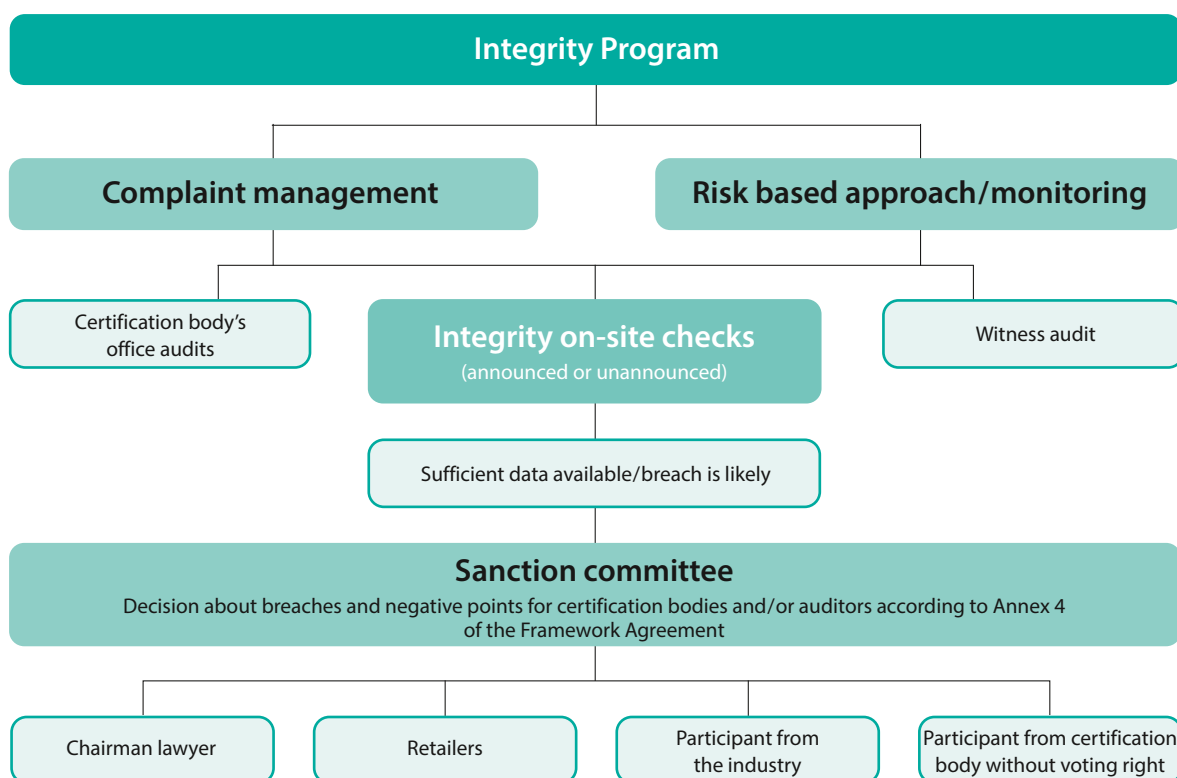 Integrity Program
Complaint management
Risk based approach/monitoring
Certification body's
office audits
Integrity on-site checks
(announced or unannounced)
Witness audit
Sufficient data available/breach is likely
Sanction committee
Decision about breaches and negative points for certification bodies and/or auditors according to Annex 4
of the Framework Agreement
Chairman lawyer
Retailers
Participant from
the industry
Participant from certification
body without voting right